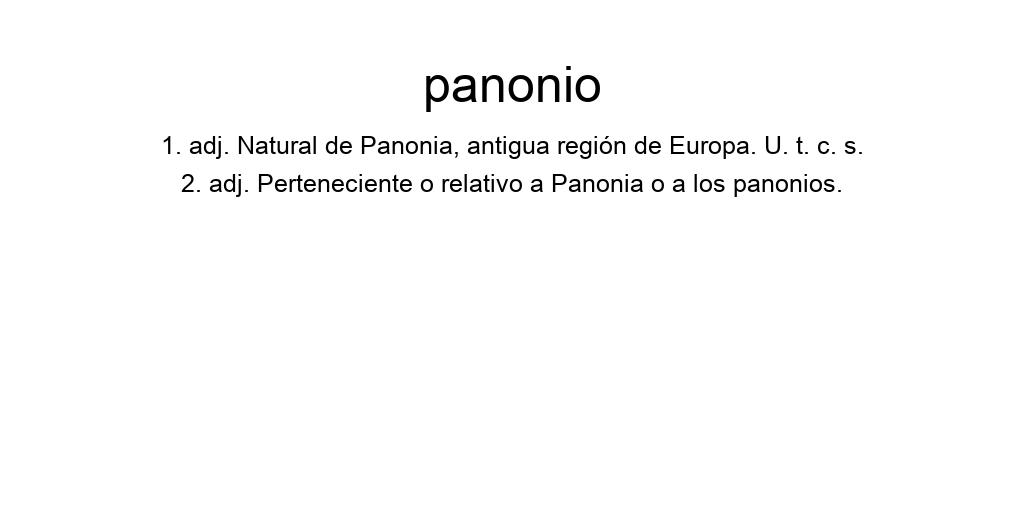 panonio
1. adj. Natural de Panonia, antigua región de Europa. U. t. c. s.
2. adj. Perteneciente o relativo a Panonia o a los panonios.